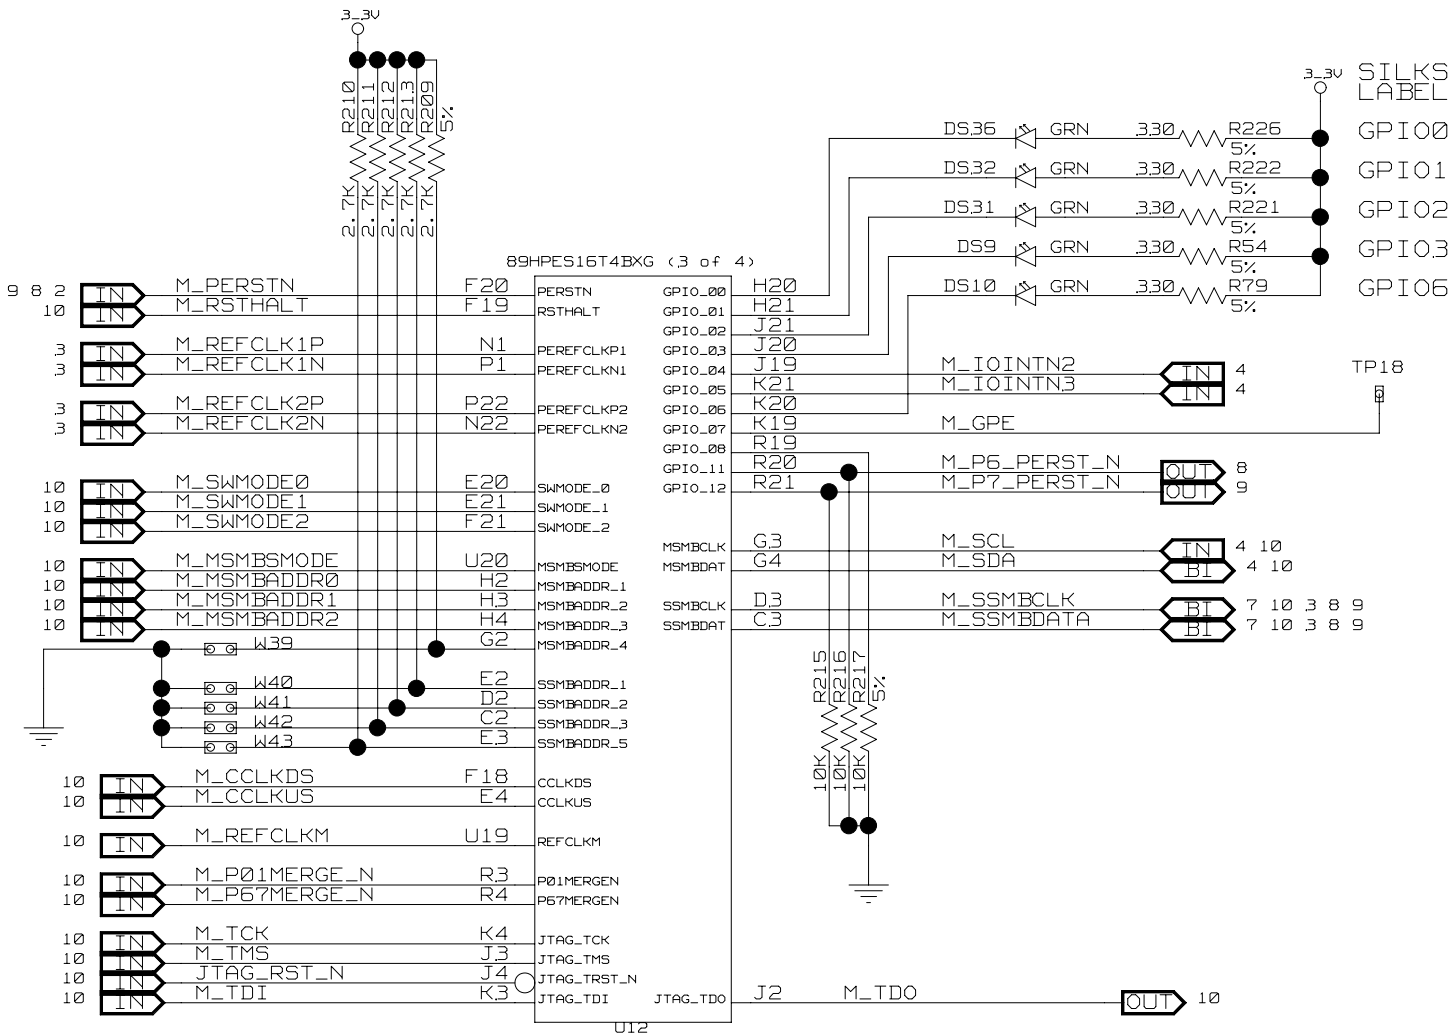 3_3V
R210 R211 R212 R213 R209 5%
2.7K 2.7K 2.7K 2.7K 2.7K
3_3V
SILKS
LABEL
DS36 GRN 330 R226 5% GPIO0
DS32 GRN 330 R222 5% GPIO1
DS31 GRN 330 R221 5% GPIO2
DS9 GRN 330 R54 5% GPIO3
DS10 GRN 330 R79 5% GPIO6
89HPES16T4BXG (3 of 4)
9 8 2 IN M_PERSTN F20 PERSTN
10 IN M_RSTHALT F19 RSTHALT
3 IN M_REFCLK1P N1 PEREFCLKP1
3 IN M_REFCLK1N P1 PEREFCLKN1
3 IN M_REFCLK2P P22 PEREFCLKP2
3 IN M_REFCLK2N N22 PEREFCLKN2
10 IN M_SWMODE0 E20 SWMODE_0
10 IN M_SWMODE1 E21 SWMODE_1
10 IN M_SWMODE2 F21 SWMODE_2
10 IN M_MSMBSMODE U20 MSMBSMODE
10 IN M_MSMBADDR0 H2 MSMBADDR_1
10 IN M_MSMBADDR1 H3 MSMBADDR_2
10 IN M_MSMBADDR2 H4 MSMBADDR_3
W39 G2 MSMBADDR_4
W40 E2 SSMBADDR_1
W41 D2 SSMBADDR_2
W42 C2 SSMBADDR_3
W43 E3 SSMBADDR_5
10 IN M_CCLKDS F18 CCLKDS
10 IN M_CCLKUS E4 CCLKUS
10 IN M_REFCLKM U19 REFCLKM
10 IN M_P01MERGE_N R3 P01MERGEN
10 IN M_P67MERGE_N R4 P67MERGEN
10 IN M_TCK K4 JTAG_TCK
10 IN M_TMS J3 JTAG_TMS
10 IN JTAG_RST_N J4 JTAG_TRST_N
10 IN M_TDI K3 JTAG_TDI
GPIO_00 H20
GPIO_01 H21
GPIO_02 J21
GPIO_03 J20
GPIO_04 J19 M_IOINTN2 IN 4
GPIO_05 K21 M_IOINTN3 IN 4
GPIO_06 K20
GPIO_07 K19 M_GPE TP18
GPIO_08 R19
GPIO_11 R20 M_P6_PERST_N OUT 8
GPIO_12 R21 M_P7_PERST_N OUT 9
MSMBCLK G3 M_SCL IN 4 10
MSMBDAT G4 M_SDA BI 4 10
SSMBCLK D3 M_SSMBCLK BI 7 10 3 8 9
SSMBDAT C3 M_SSMBDATA BI 7 10 3 8 9
R215 R216 R217 5%
10K 10K 10K
JTAG_TDO J2 M_TDO OUT 10
U12